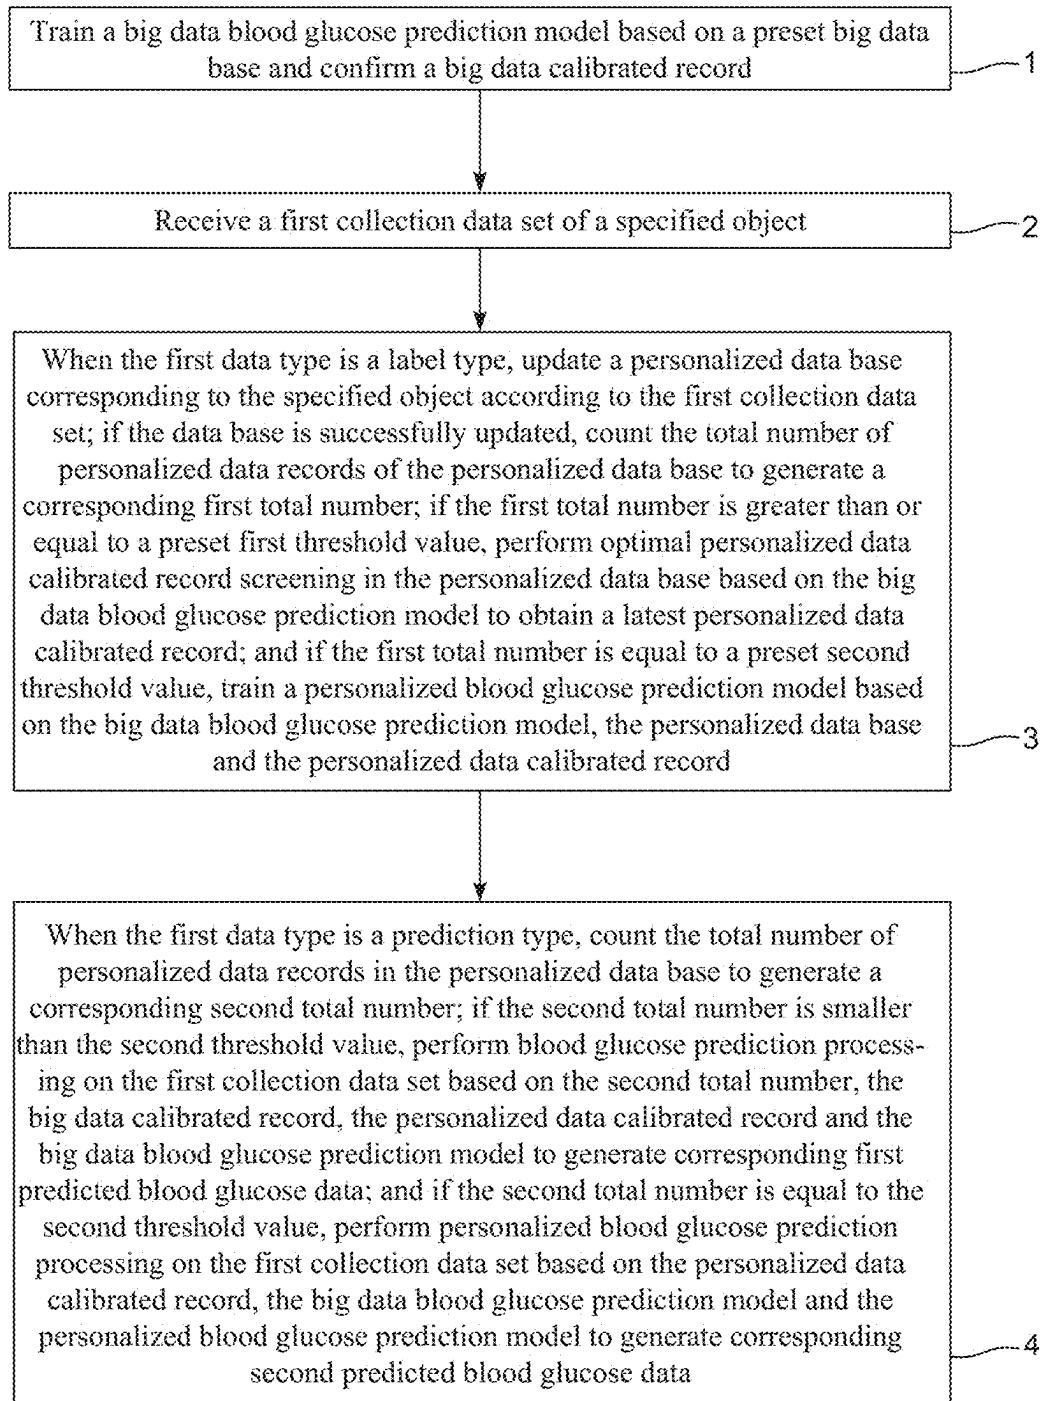 Train a big data blood glucose prediction model based on a preset big data
base and confirm a big data calibrated record
1
Receive a first collection data set of a specified object
2
When the first data type is a label type, update a personalized data base
corresponding to the specified object according to the first collection data
set; if the data base is successfully updated, count the total number of
personalized data records of the personalized data base to generate a
corresponding first total number; if the first total number is greater than or
equal to a preset first threshold value, perform optimal personalized data
calibrated record screening in the personalized data base based on the big
data blood glucose prediction model to obtain a latest personalized data
calibrated record; and if the first total number is equal to a preset second
threshold value, train a personalized blood glucose prediction model based
on the big data blood glucose prediction model, the personalized data base
and the personalized data calibrated record
3
When the first data type is a prediction type, count the total number of
personalized data records in the personalized data base to generate a
corresponding second total number; if the second total number is smaller
than the second threshold value, perform blood glucose prediction process-
ing on the first collection data set based on the second total number, the
big data calibrated record, the personalized data calibrated record and the
big data blood glucose prediction model to generate corresponding first
predicted blood glucose data; and if the second total number is equal to the
second threshold value, perform personalized blood glucose prediction
processing on the first collection data set based on the personalized data
calibrated record, the big data blood glucose prediction model and the
personalized blood glucose prediction model to generate corresponding
second predicted blood glucose data
4